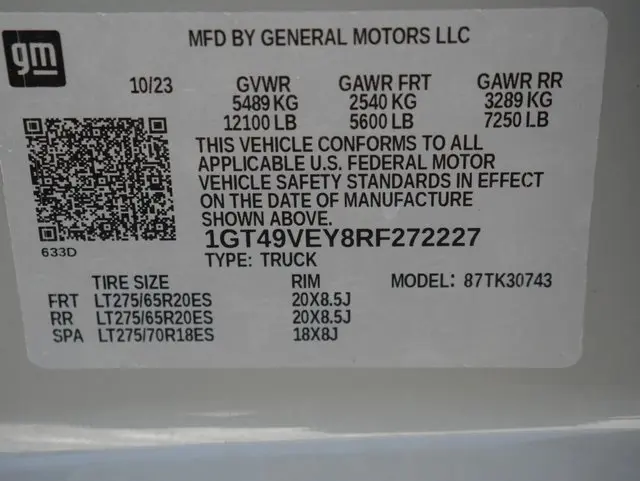 gm
MFD BY GENERAL MOTORS LLC
10/23 GVWR GAWR FRT GAWR RR
5489 KG 2540 KG 3289 KG
12100 LB 5600 LB 7250 LB
THIS VEHICLE CONFORMS TO ALL
APPLICABLE U.S. FEDERAL MOTOR
VEHICLE SAFETY STANDARDS IN EFFECT
ON THE DATE OF MANUFACTURE
SHOWN ABOVE.
1GT49VEY8RF272227
633D
TYPE: TRUCK
TIRE SIZE RIM MODEL: 87TK30743
FRT LT275/65R20ES 20X8.5J
RR LT275/65R20ES 20X8.5J
SPA LT275/70R18ES 18X8J